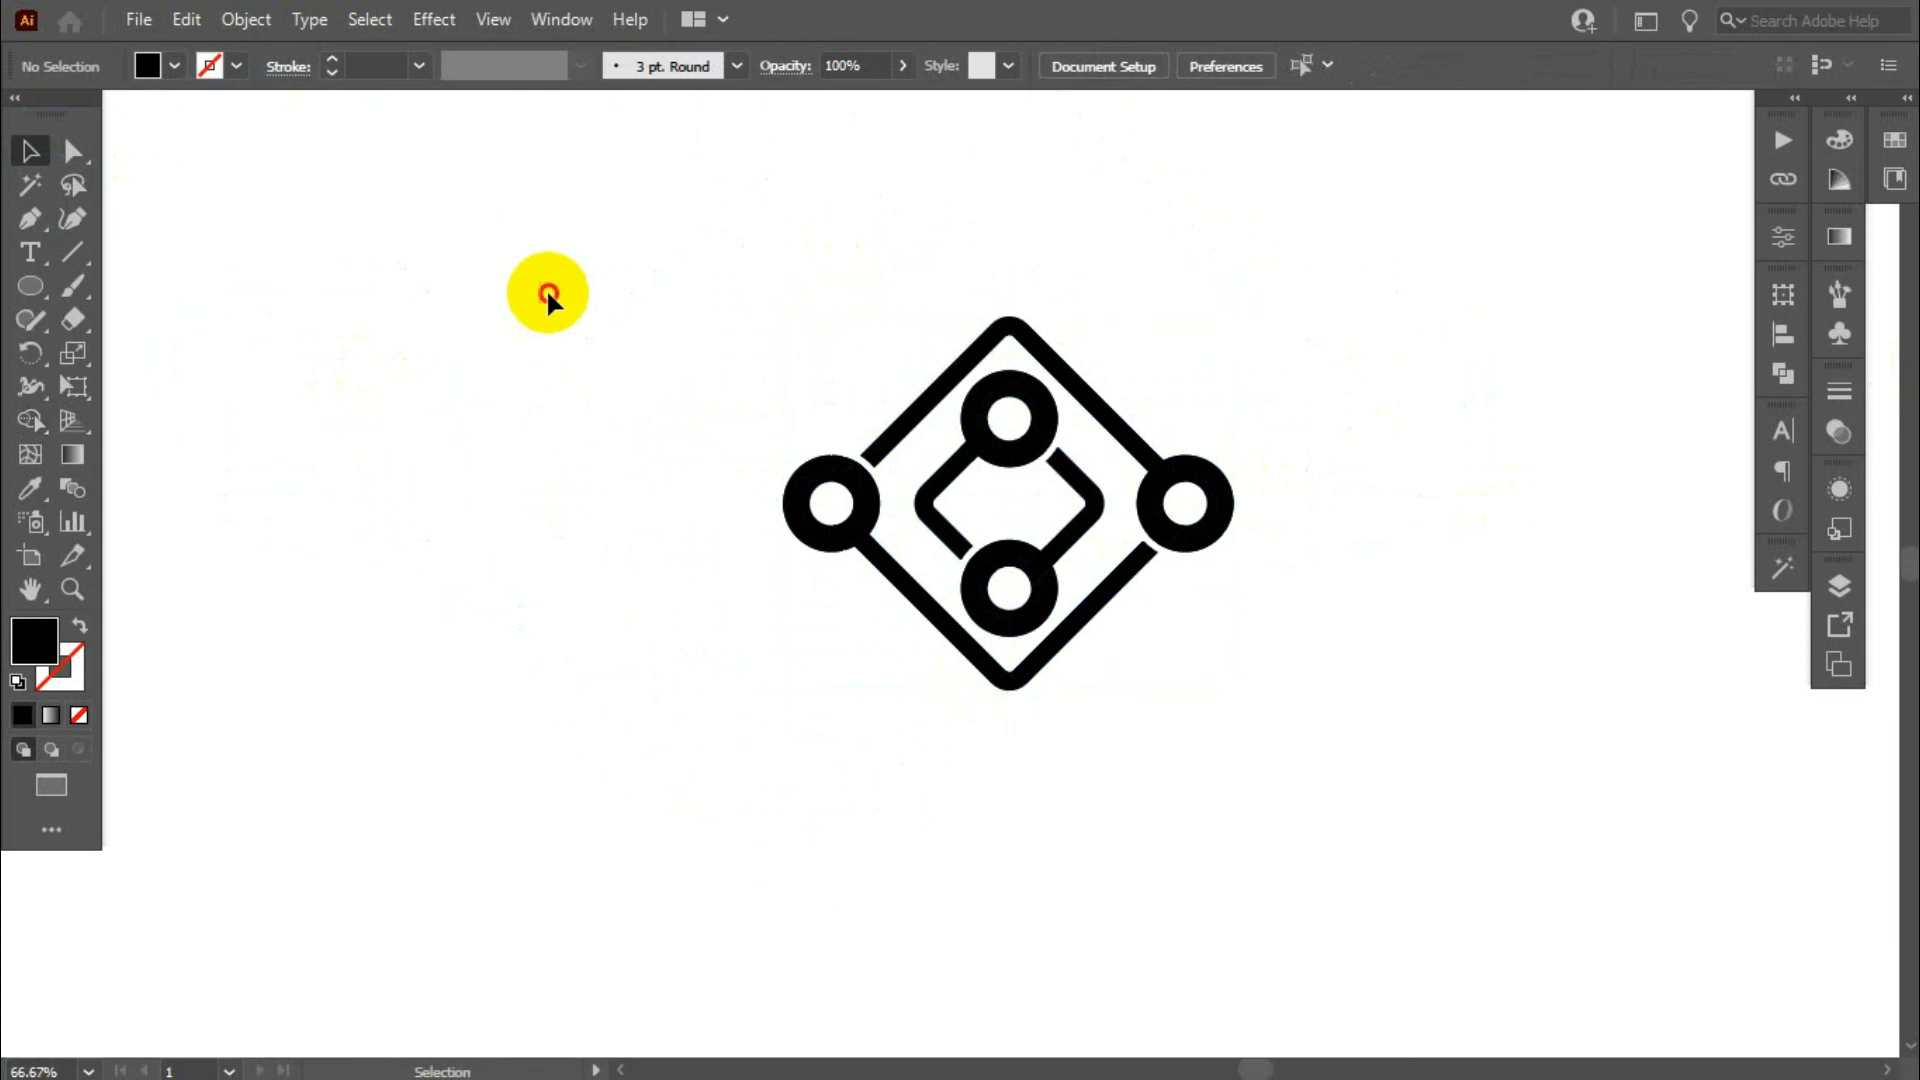 Ai File Edit Object Type Select Effect View Window Help Search Adobe Help
No Selection Stroke: 3 pt. Round Opacity: 100% Style: Document Setup Preferences
66.67% 1 Selection